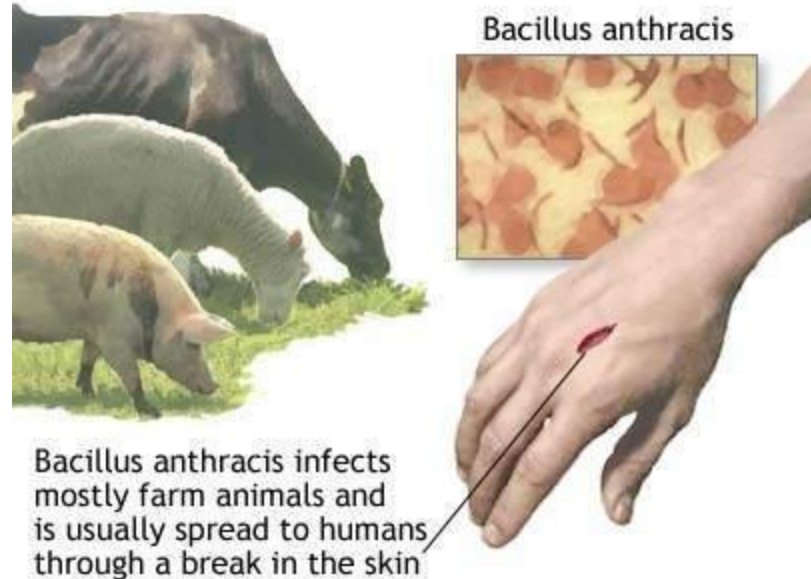 Bacillus anthracis
Bacillus anthracis infects
mostly farm animals and
is usually spread to humans
through a break in the skin